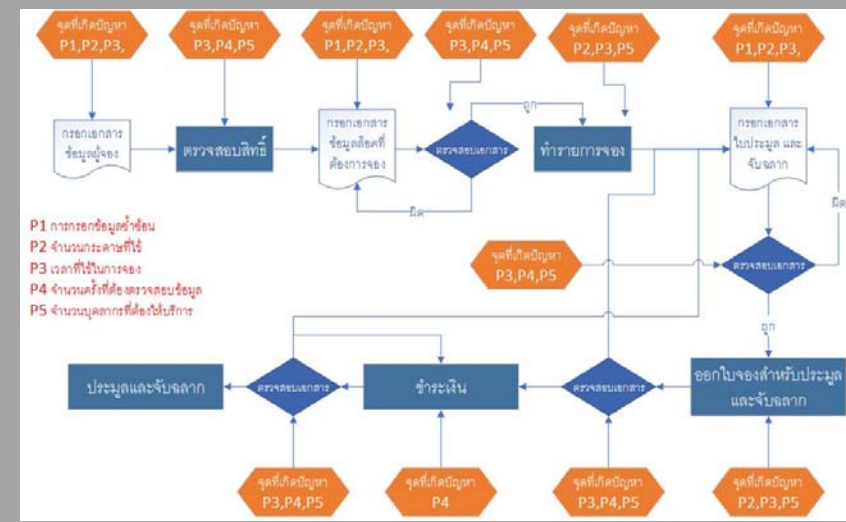 จุดที่เกิดปัญหา
P1,P2,P3,
จุดที่เกิดปัญหา
P3,P4,P5
จุดที่เกิดปัญหา
P1,P2,P3,
จุดที่เกิดปัญหา
P3,P4,P5
จุดที่เกิดปัญหา
P2,P3,P5
จุดที่เกิดปัญหา
P1,P2,P3,
กรอกเอกสาร
ข้อมูลผู้จอง
ตรวจสอบสิทธิ์
กรอกเอกสาร
ข้อมูลล็อคที่
ต้องการจอง
ตรวจสอบเอกสาร
ถูก
ผิด
ทำรายการจอง
กรอกเอกสาร
ใบประมูล และ
จับฉลาก
ผิด
P1 การกรอกข้อมูลซ้ำซ้อน
P2 จำนวนกระดาษที่ใช้
P3 เวลาที่ใช้ในการจอง
P4 จำนวนครั้งที่ต้องตรวจสอบข้อมูล
P5 จำนวนบุคลากรที่ต้องให้บริการ
จุดที่เกิดปัญหา
P3,P4,P5
ตรวจสอบเอกสาร
ถูก
ประมูลและจับฉลาก
ตรวจสอบเอกสาร
ชำระเงิน
ตรวจสอบเอกสาร
ออกใบจองสำหรับประมูล
และจับฉลาก
จุดที่เกิดปัญหา
P3,P4,P5
จุดที่เกิดปัญหา
P4
จุดที่เกิดปัญหา
P3,P4,P5
จุดที่เกิดปัญหา
P2,P3,P5